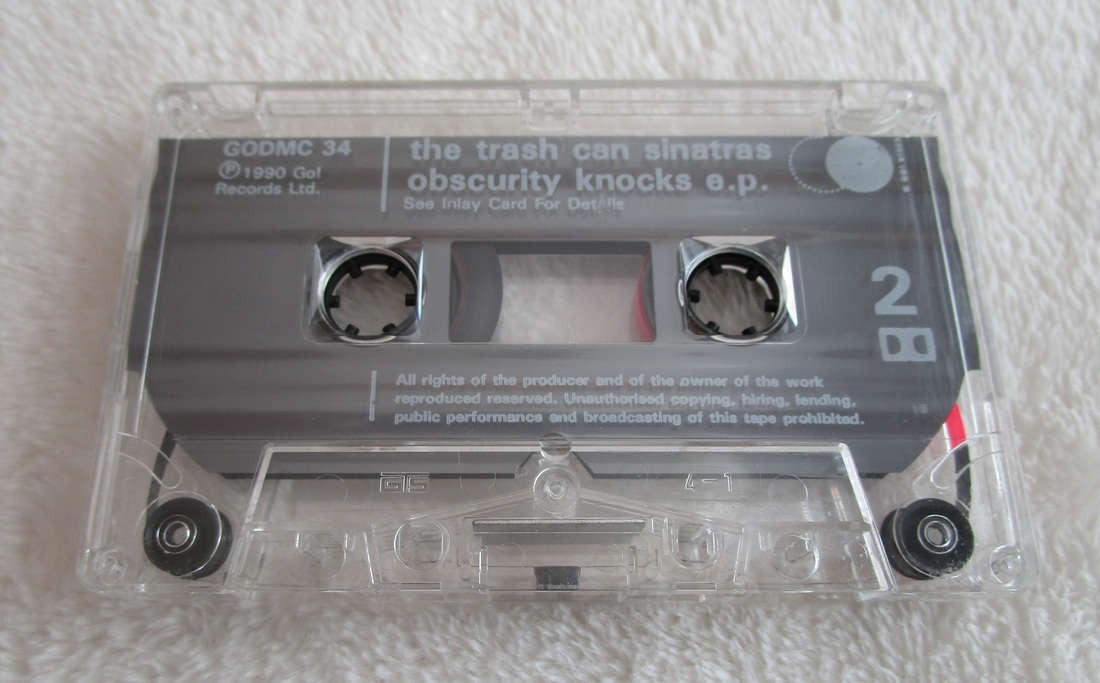 GODMC 34
℗1990 Go!
Records Ltd.
the trash can sinatras
obscurity knocks e.p.
See Inlay Card For Details
2
All rights of the producer and of the owner of the work
reproduced reserved. Unauthorised copying, hiring, lending,
public performance and broadcasting of this tape prohibited.
4-1